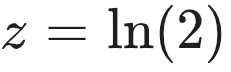 z = ln(2)